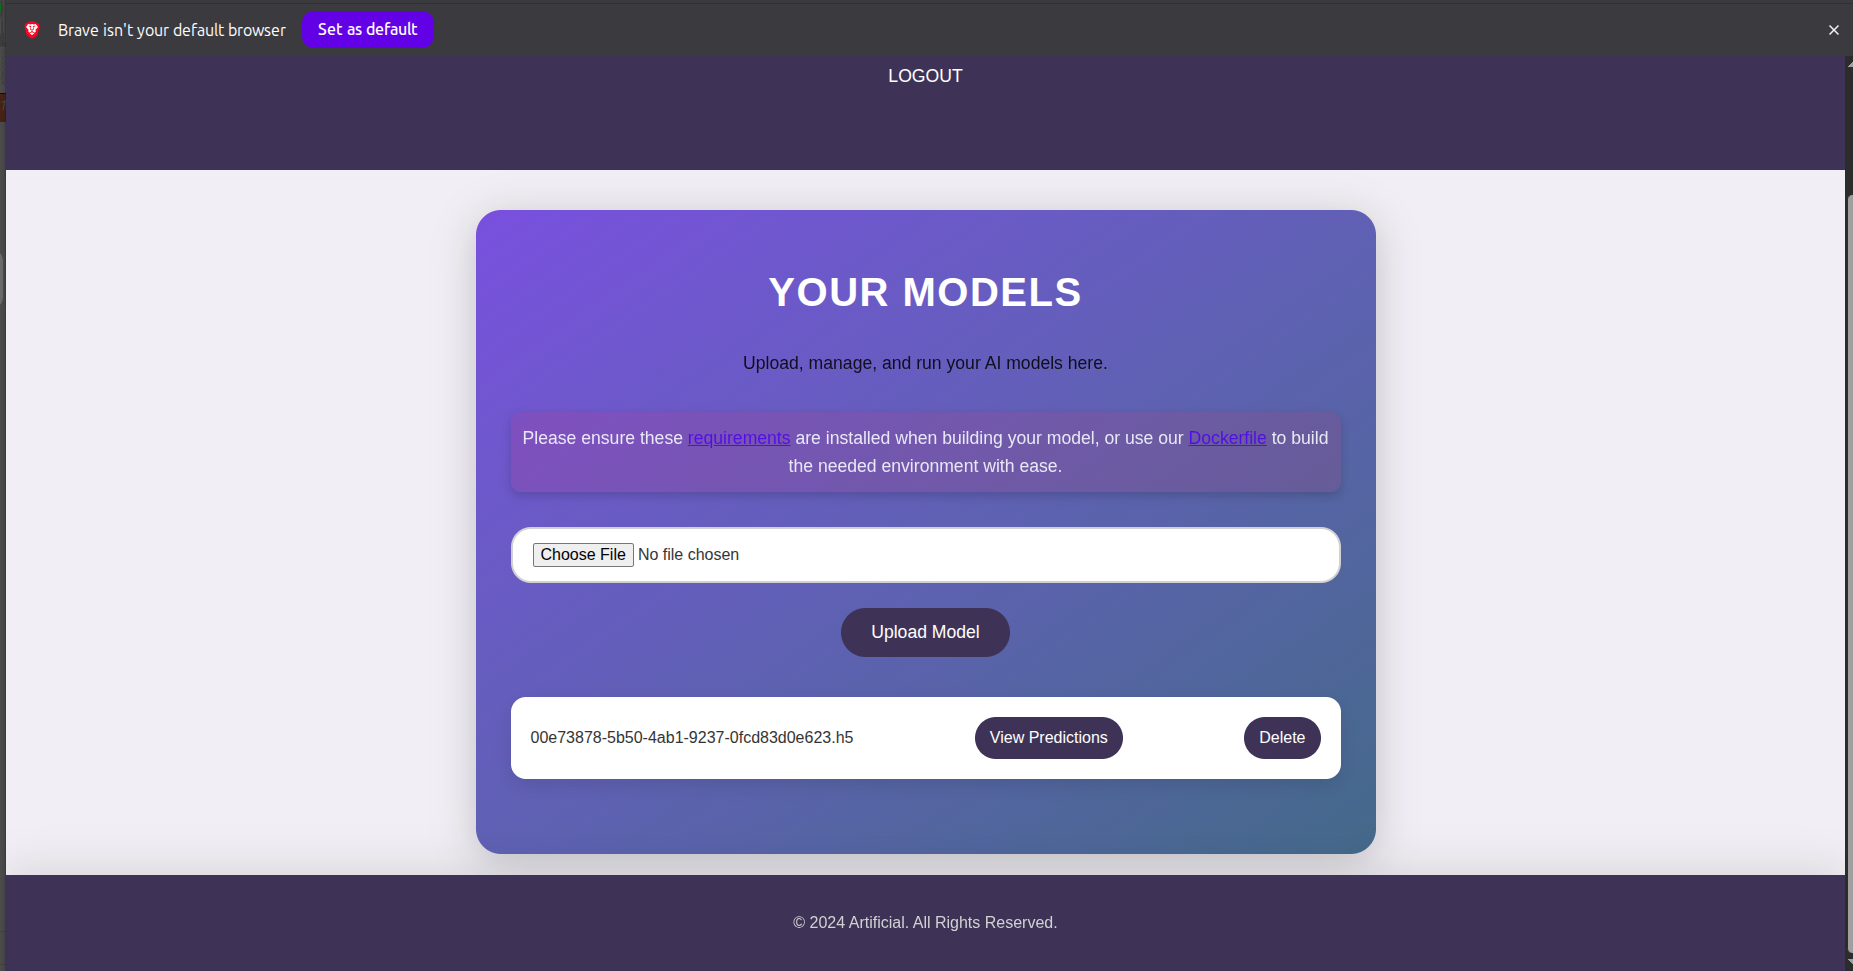 Brave isn't your default browser Set as default
LOGOUT
YOUR MODELS
Upload, manage, and run your AI models here.
Please ensure these requirements are installed when building your model, or use our Dockerfile to build
the needed environment with ease.
Choose File No file chosen
Upload Model
00e73878-5b50-4ab1-9237-0fcd83d0e623.h5 View Predictions Delete
© 2024 Artificial. All Rights Reserved.